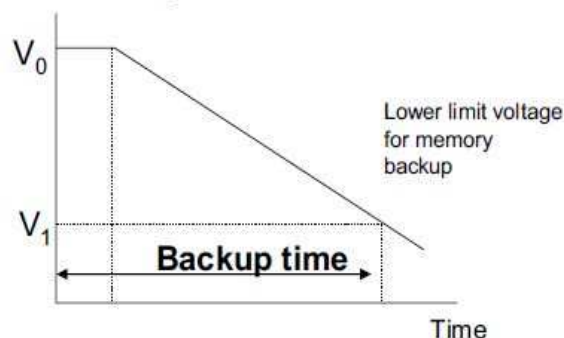 V0
Lower limit voltage
for memory
backup
V1
Backup time
Time